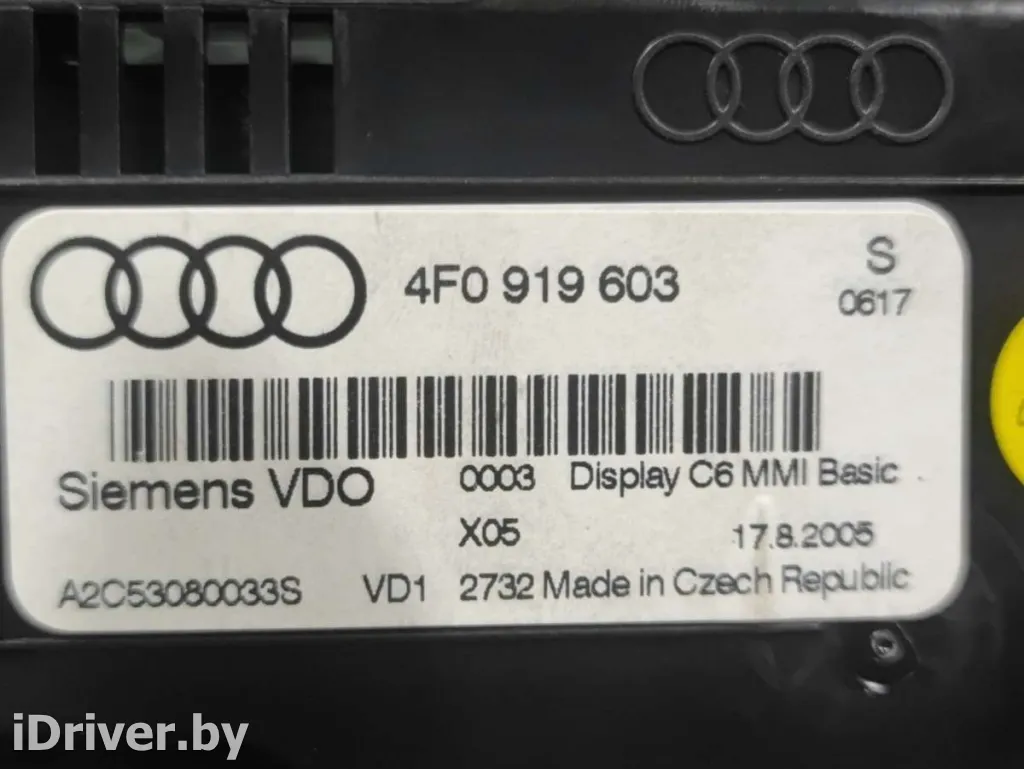 4F0 919 603
S
0617
Siemens VDO 0003 Display C6 MMI Basic
X05 17.8.2005
A2C53080033S VD1 2732 Made in Czech Republic
iDriver.by